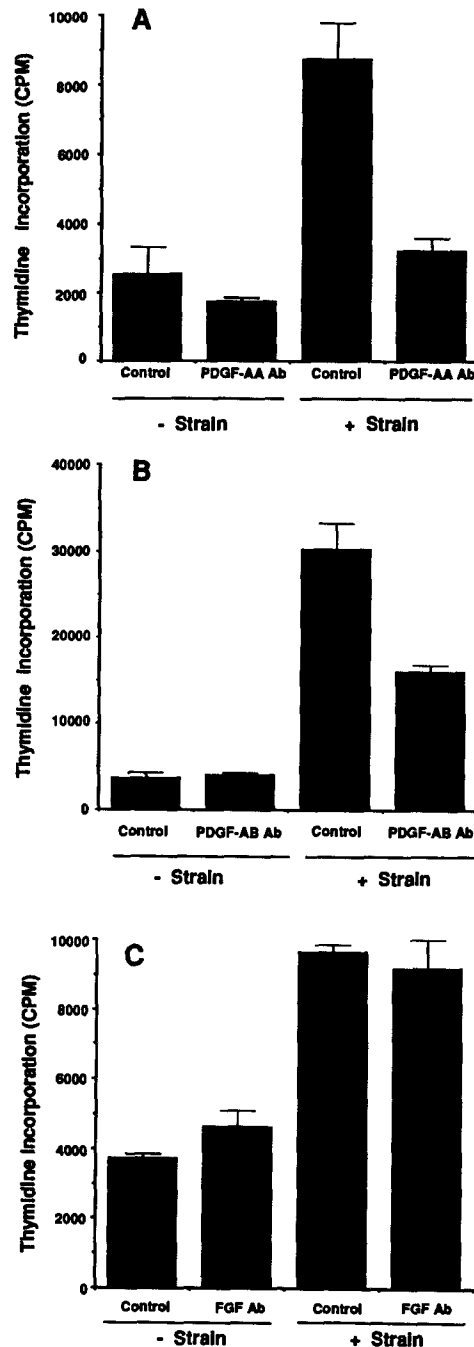 A
Thymidine Incorporation (CPM)
10000
8000
6000
4000
2000
0
Control PDGF-AA Ab Control PDGF-AA Ab
- Strain + Strain
B
Thymidine Incorporation (CPM)
40000
30000
20000
10000
0
Control PDGF-AB Ab Control PDGF-AB Ab
- Strain + Strain
C
Thymidine Incorporation (CPM)
10000
8000
6000
4000
2000
0
Control FGF Ab Control FGF Ab
- Strain + Strain